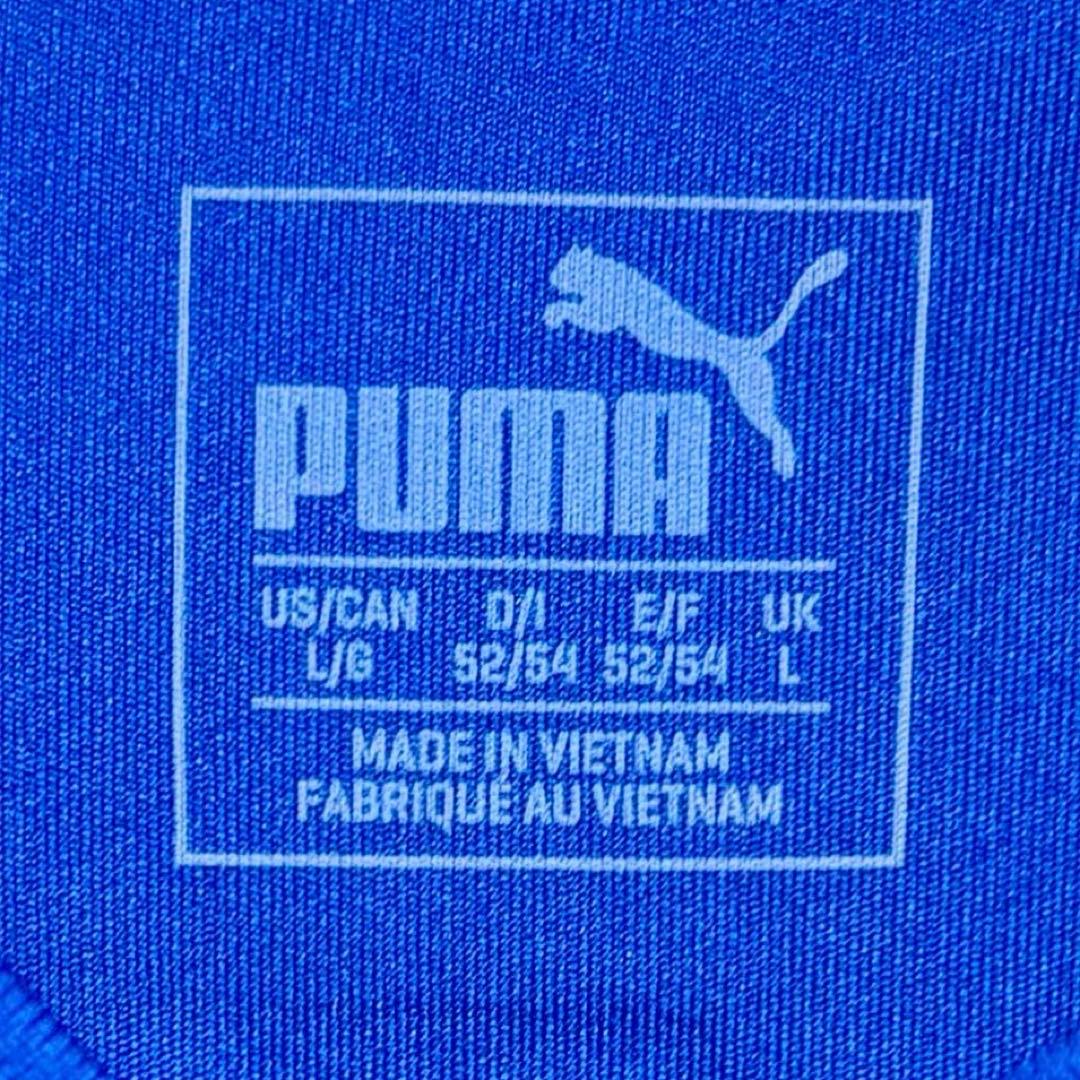 PUMA
US/CAN D/I E/F UK
L/G 52/54 52/54 L
MADE IN VIETNAM
FABRIQUÉ AU VIETNAM